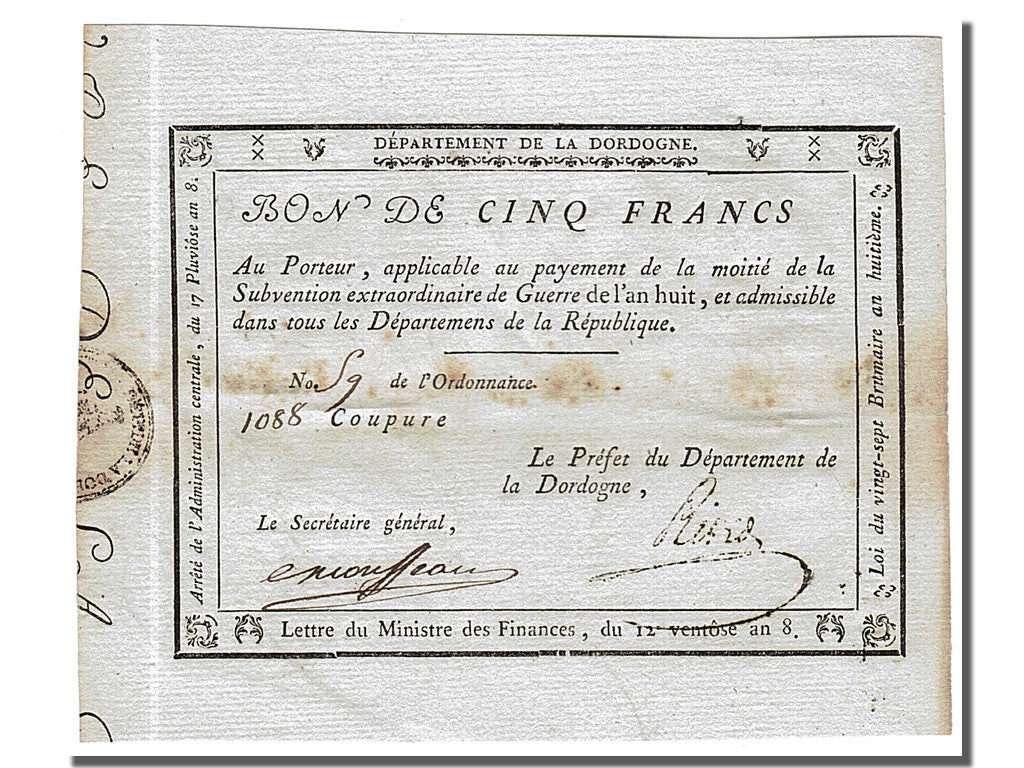 DÉPARTEMENT DE LA DORDOGNE.
BON DE CINQ FRANCS
Au Porteur, applicable au payement de la moitié de la
Subvention extraordinaire de Guerre de l'an huit, et admissible
dans tous les Départemens de la République.
No. 59 de l'Ordonnance.
1088 Coupure
Le Préfet du Département de
la Dordogne,
Le Secrétaire général,
Lettre du Ministre des Finances, du 12 ventôse an 8.
Arrêté de l'Administration centrale, du 17 Pluviôse an 8.
Loi du vingt-sept Brumaire an huitième.